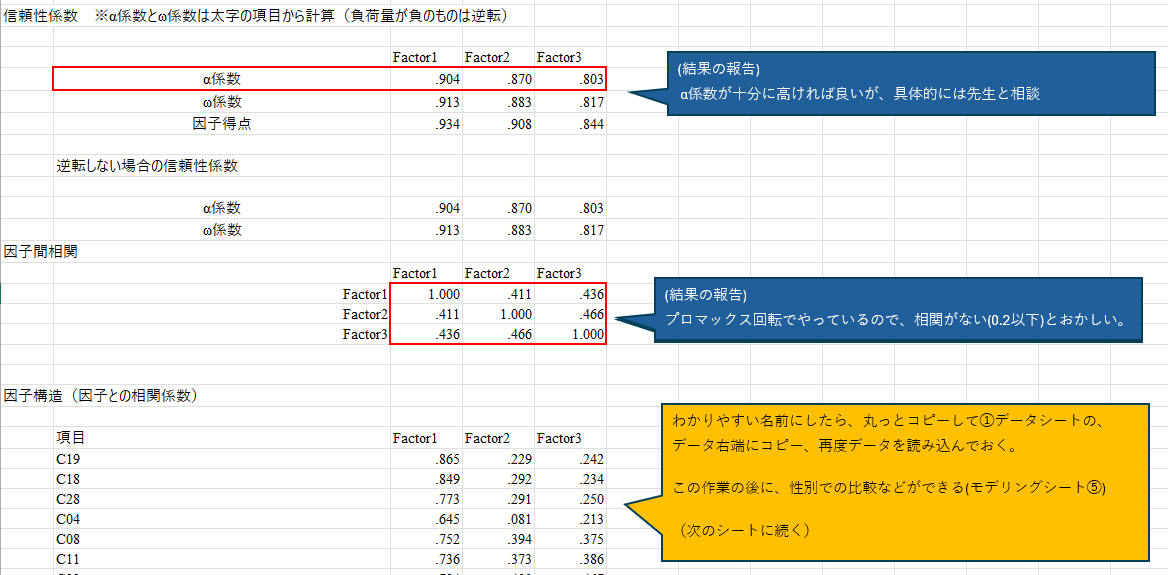 信頼性係数　※α係数とω係数は太字の項目から計算（負荷量が負のものは逆転）
Factor1 Factor2 Factor3
α係数 .904 .870 .803
ω係数 .913 .883 .817
因子得点 .934 .908 .844
(結果の報告)
α係数が十分に高ければ良いが、具体的には先生と相談
逆転しない場合の信頼性係数
α係数 .904 .870 .803
ω係数 .913 .883 .817
因子間相関
Factor1 Factor2 Factor3
Factor1 1.000 .411 .436
Factor2 .411 1.000 .466
Factor3 .436 .466 1.000
(結果の報告)
プロマックス回転でやっているので、相関がない(0.2以下)とおかしい。
因子構造（因子との相関係数）
項目 Factor1 Factor2 Factor3
C19 .865 .229 .242
C18 .849 .292 .234
C28 .773 .291 .250
C04 .645 .081 .213
C08 .752 .394 .375
C11 .736 .373 .386
わかりやすい名前にしたら、丸っとコピーして①データシートの、
データ右端にコピー、再度データを読み込んでおく。
この作業の後に、性別での比較などができる(モデリングシート⑤)
（次のシートに続く）